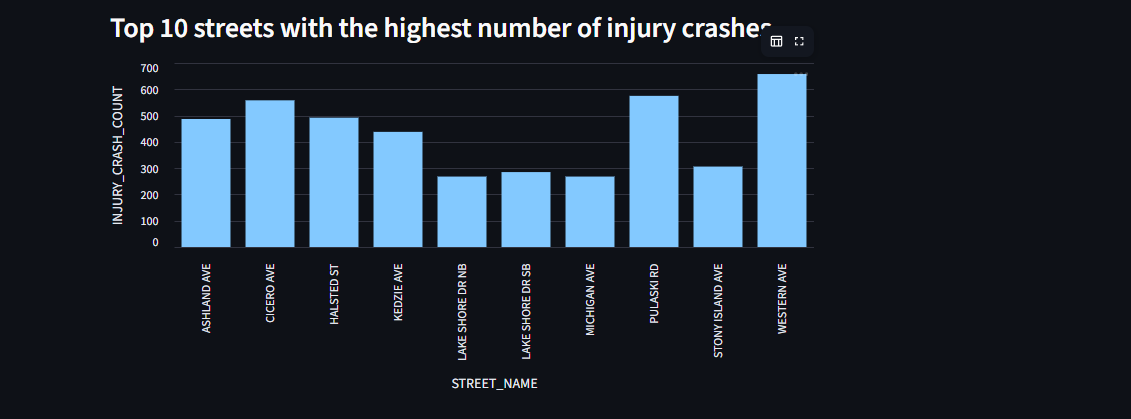 Top 10 streets with the highest number of injury crashes
700
600
500
400
300
200
100
0
INJURY_CRASH_COUNT
ASHLAND AVE
CICERO AVE
HALSTED ST
KEDZIE AVE
LAKE SHORE DR NB
LAKE SHORE DR SB
MICHIGAN AVE
PULASKI RD
STONY ISLAND AVE
WESTERN AVE
STREET_NAME